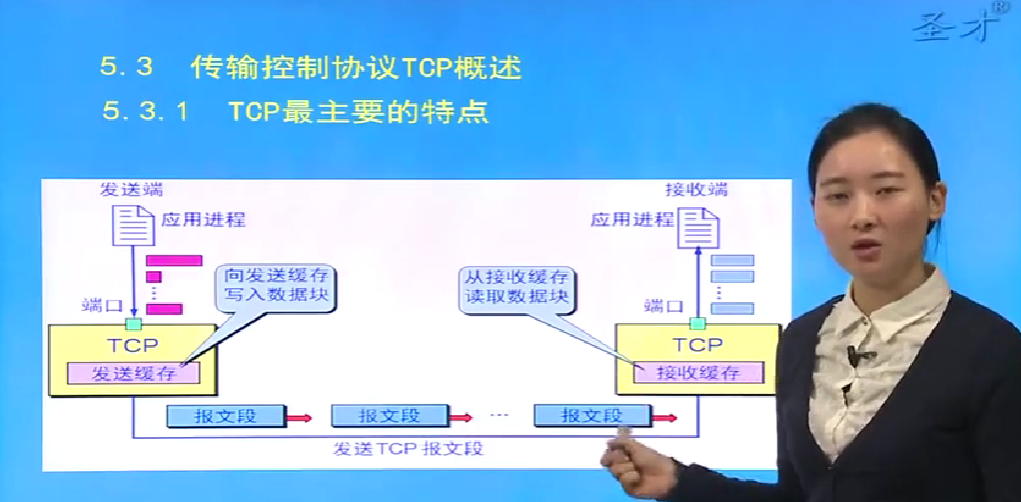 圣才®
5.3 传输控制协议TCP概述
5.3.1 TCP最主要的特点
发送端
接收端
应用进程
应用进程
向发送缓存
写入数据块
从接收缓存
读取数据块
端口
端口
TCP
TCP
发送缓存
接收缓存
报文段
报文段
…
报文段
发送TCP报文段